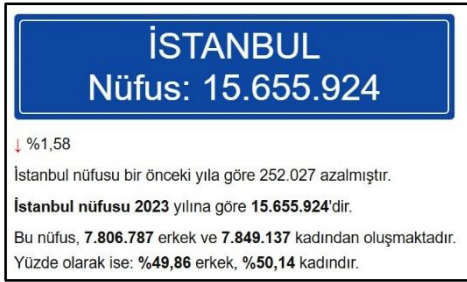 İSTANBUL
Nüfus: 15.655.924
↓ %1,58
İstanbul nüfusu bir önceki yıla göre 252.027 azalmıştır.
İstanbul nüfusu 2023 yılına göre 15.655.924'dir.
Bu nüfus, 7.806.787 erkek ve 7.849.137 kadından oluşmaktadır.
Yüzde olarak ise: %49,86 erkek, %50,14 kadındır.